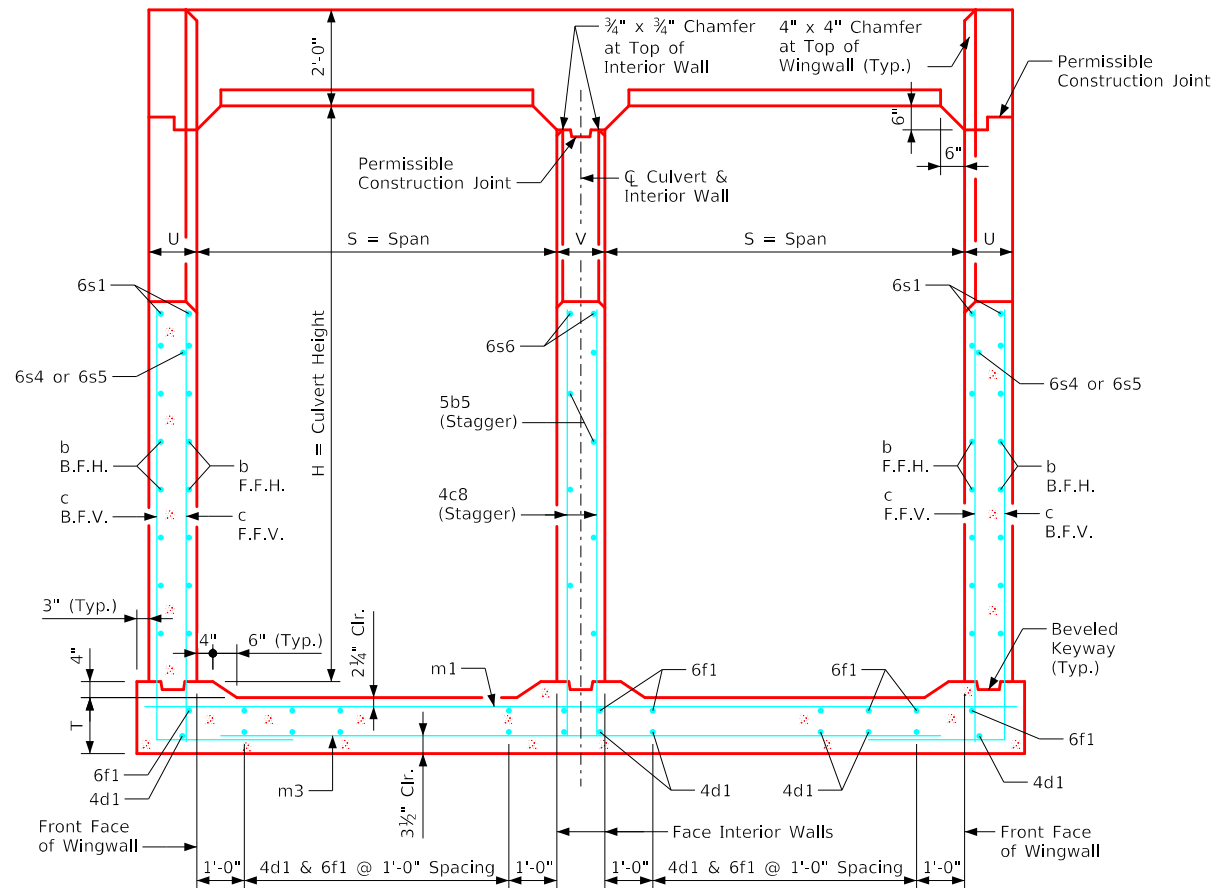 ¾" x ¾" Chamfer
at Top of
Interior Wall
4" x 4" Chamfer
at Top of
Wingwall (Typ.)
Permissible
Construction Joint
2'-0"
6"
6"
Permissible
Construction Joint
℄ Culvert &
Interior Wall
U
S = Span
V
S = Span
U
H = Culvert Height
6s1
6s1
6s6
6s4 or 6s5
6s4 or 6s5
5b5
(Stagger)
b
B.F.H.
b
F.F.H.
b
F.F.H.
b
B.F.H.
c
B.F.V.
c
F.F.V.
4c8
(Stagger)
c
F.F.V.
c
B.F.V.
3" (Typ.)
4"
6" (Typ.)
2¼" Clr.
Beveled
Keyway
(Typ.)
4"
m1
6f1
6f1
T
6f1
4d1
m3
3½" Clr.
4d1
4d1
6f1
4d1
Front Face
of Wingwall
Face Interior Walls
Front Face
of Wingwall
1'-0"
4d1 & 6f1 @ 1'-0" Spacing
1'-0"
1'-0"
4d1 & 6f1 @ 1'-0" Spacing
1'-0"